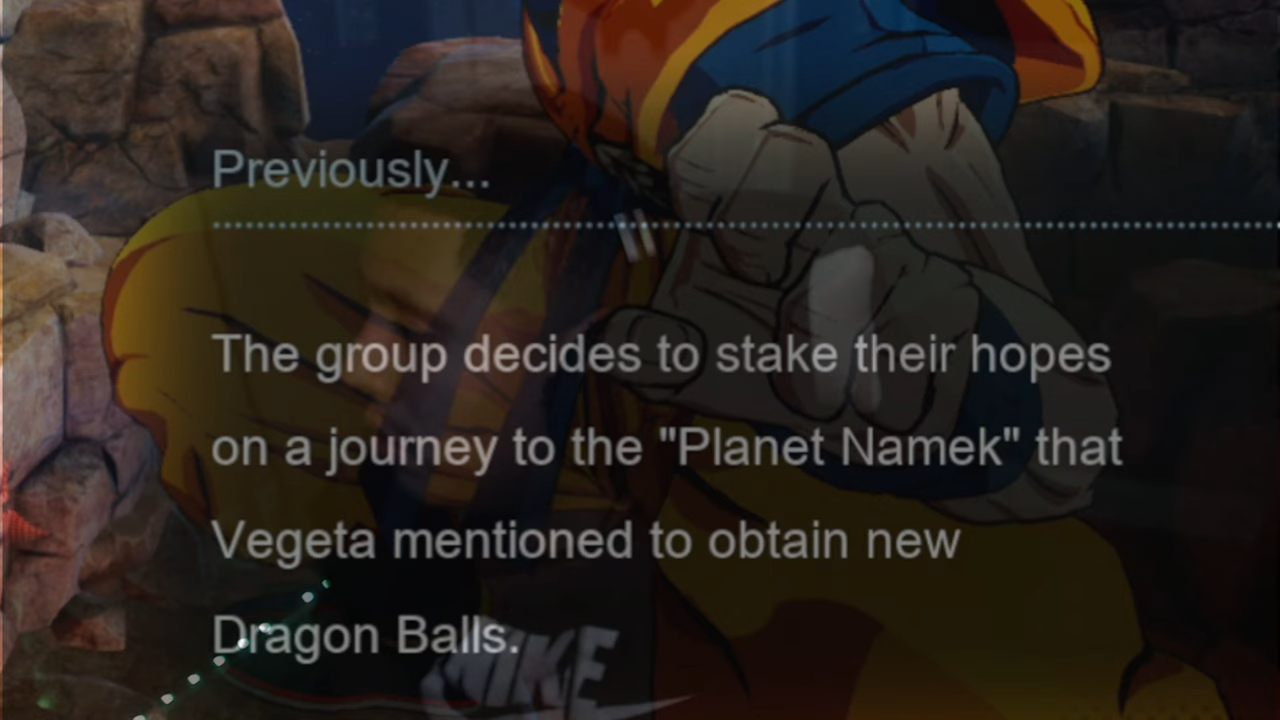 Previously...
The group decides to stake their hopes
on a journey to the "Planet Namek" that
Vegeta mentioned to obtain new
Dragon Balls.
NIKE